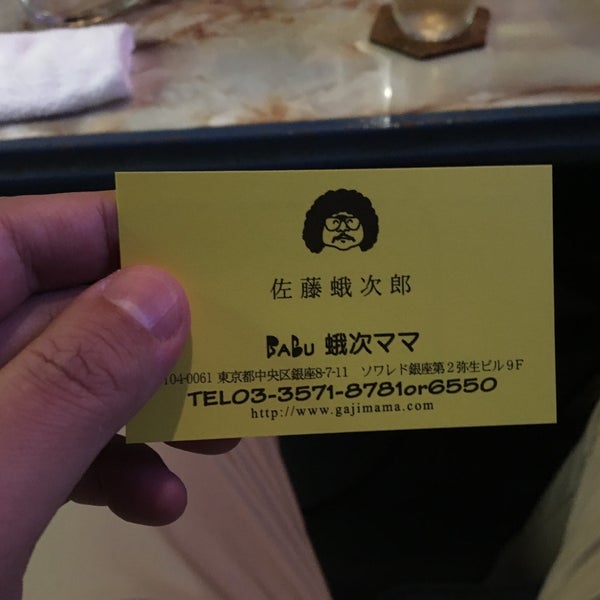 佐藤蛾次郎
BABU 蛾次ママ
104-0061 東京都中央区銀座8-7-11 ソワレド銀座第2弥生ビル9F
TEL03-3571-8781or6550
http://www.gajimama.com